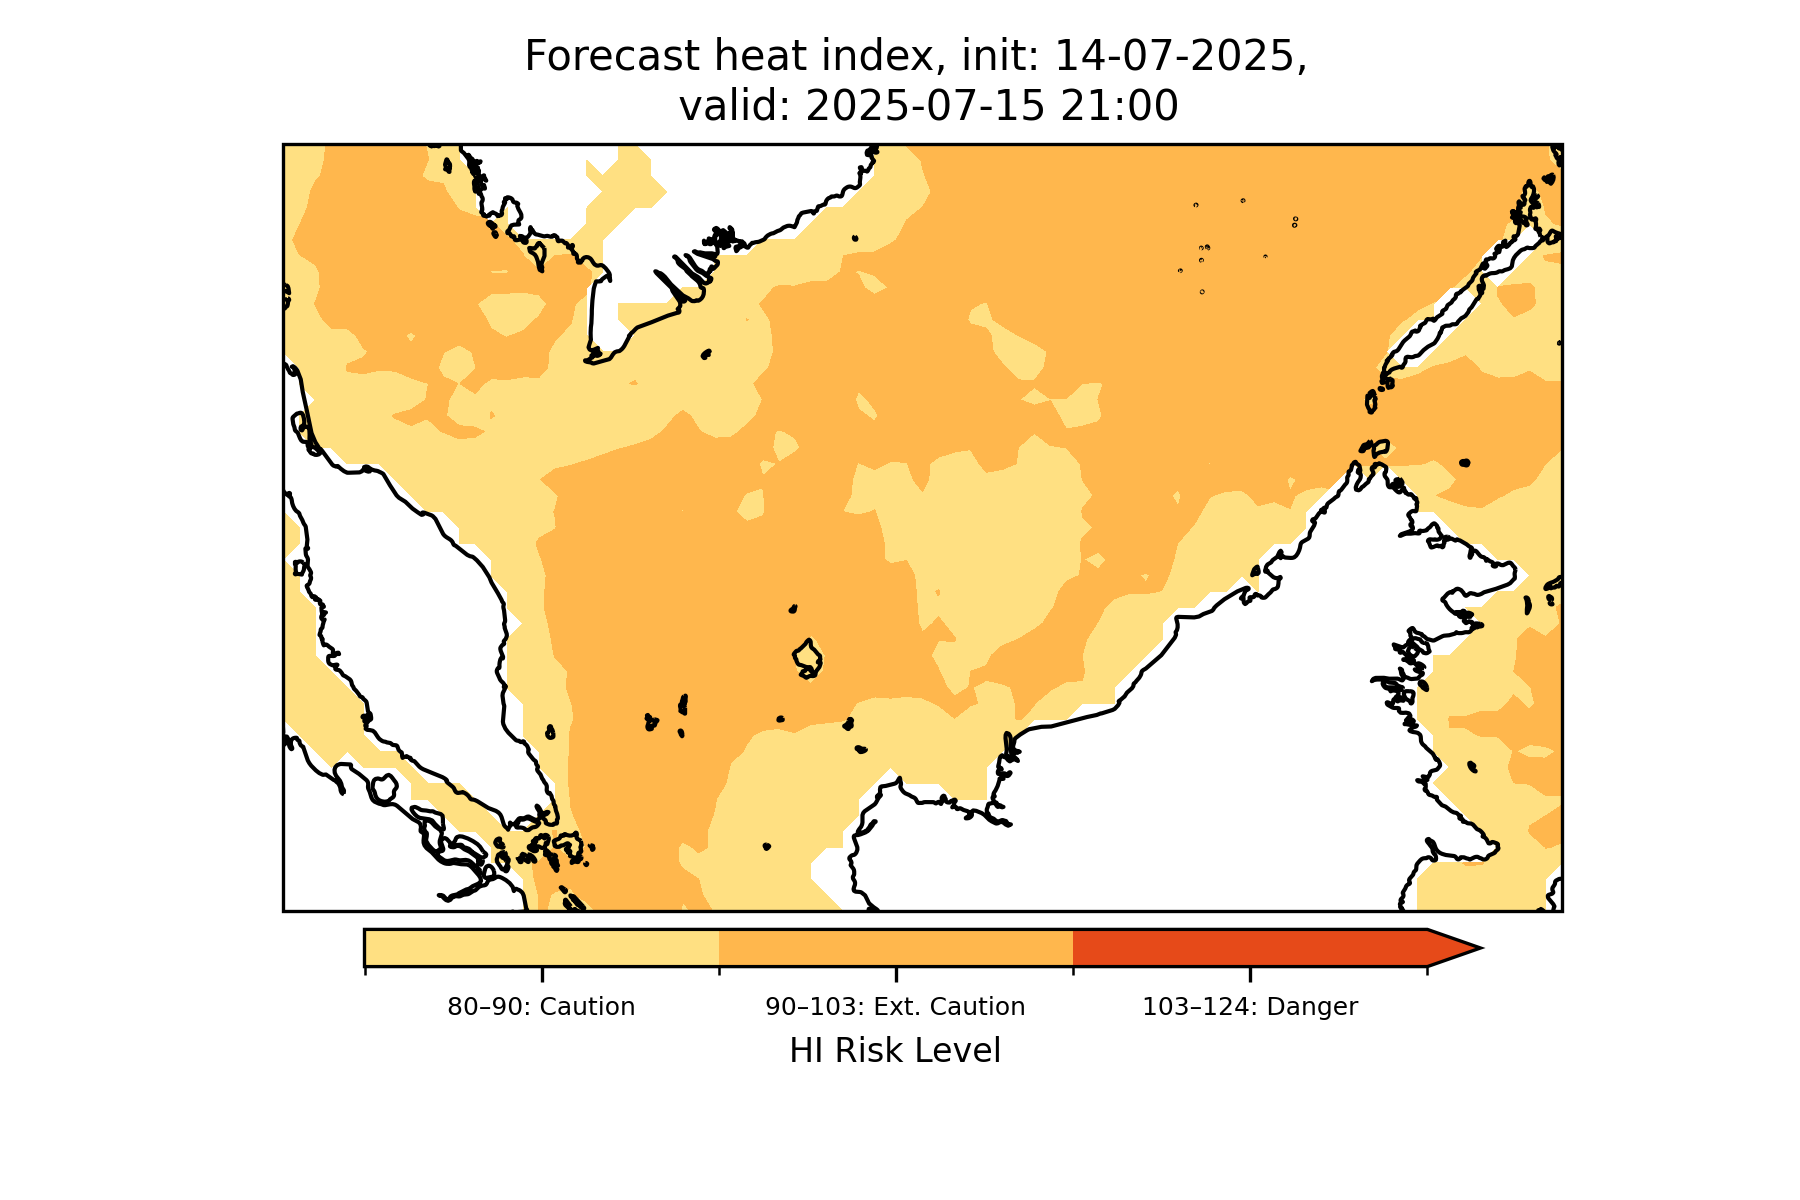 Forecast heat index, init: 14-07-2025,
valid: 2025-07-15 21:00
80–90: Caution
90–103: Ext. Caution
103–124: Danger
HI Risk Level